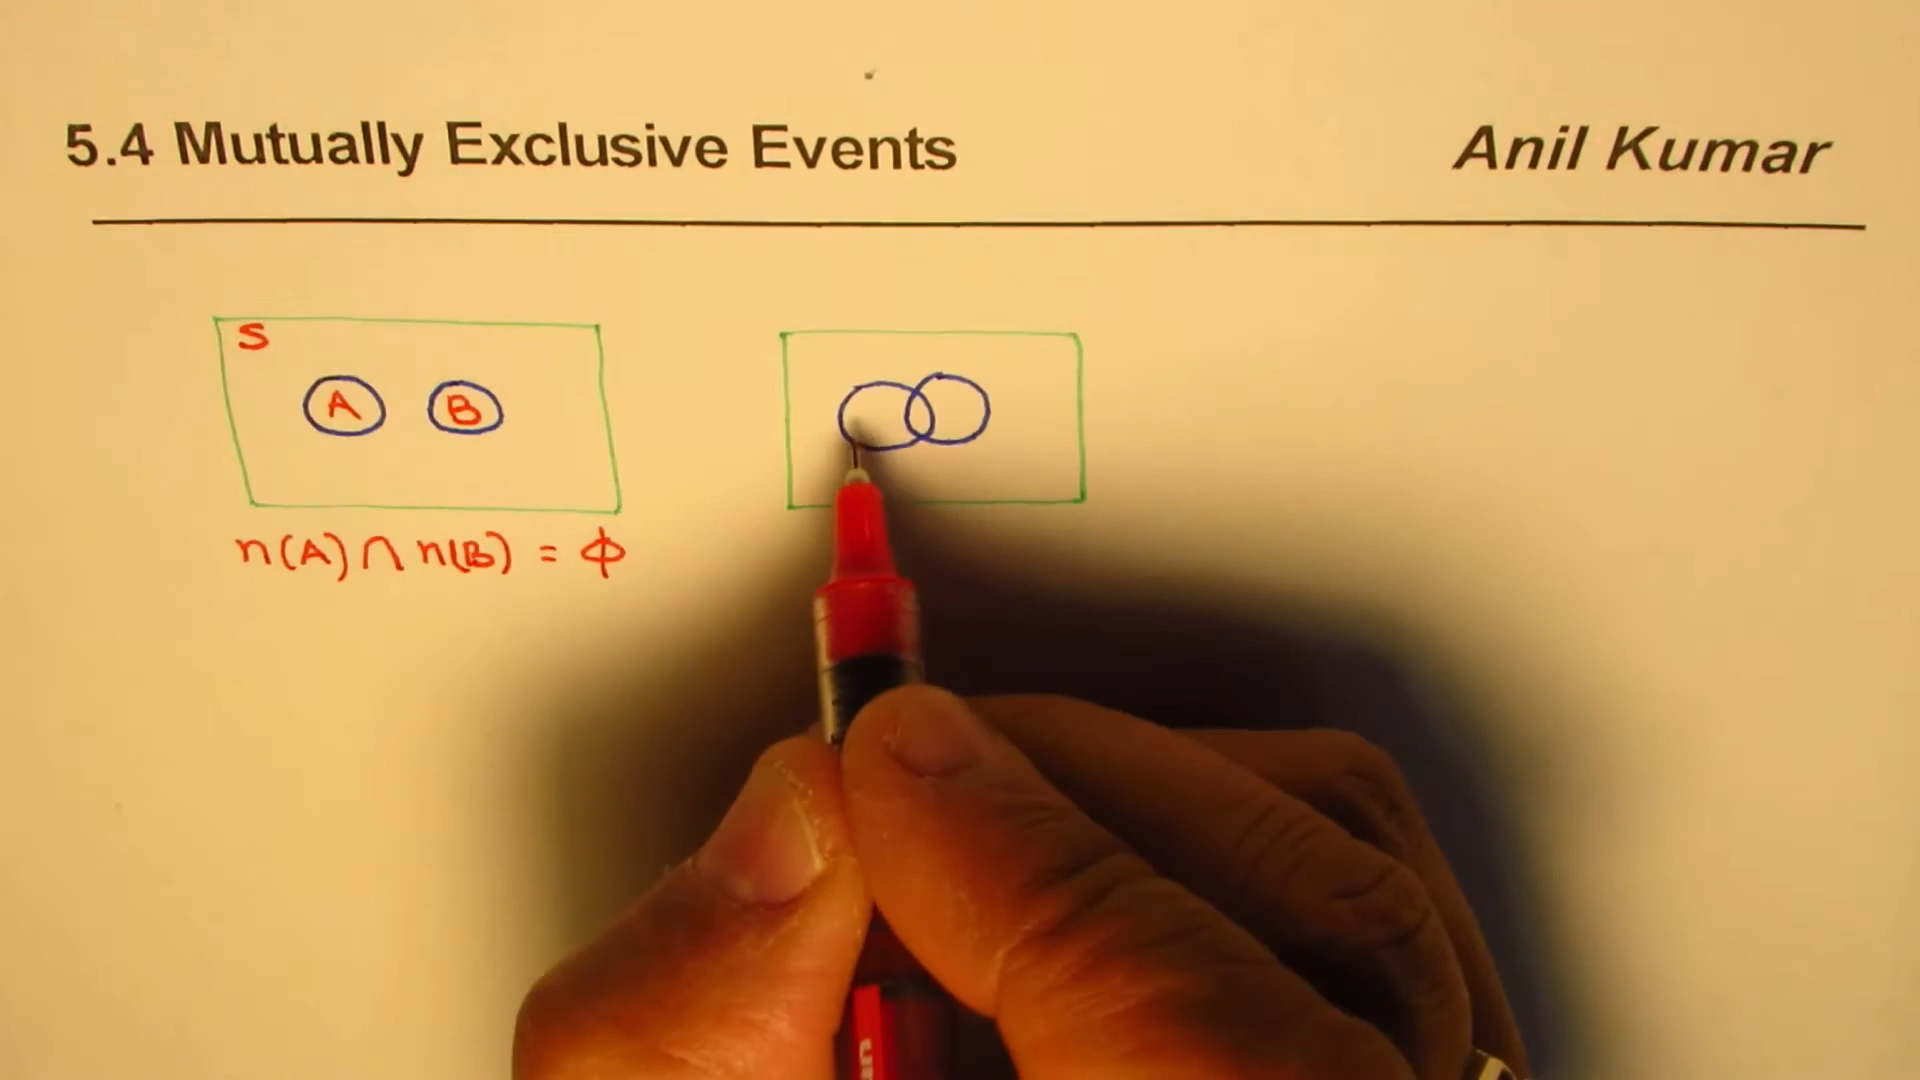 5.4 Mutually Exclusive Events Anil Kumar
S
A B
n(A) ∩ n(B) = ϕ